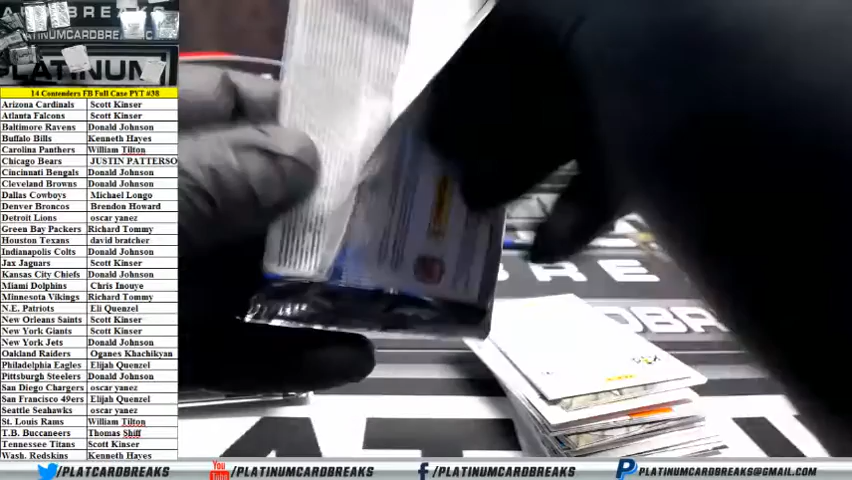 14 Contenders FB Full Case PYT #38
Arizona Cardinals Scott Kinser
Atlanta Falcons Scott Kinser
Baltimore Ravens Donald Johnson
Buffalo Bills Kenneth Hayes
Carolina Panthers William Tilton
Chicago Bears JUSTIN PATTERSO
Cincinnati Bengals Donald Johnson
Cleveland Browns Donald Johnson
Dallas Cowboys Michael Longo
Denver Broncos Brendon Howard
Detroit Lions oscar yanez
Green Bay Packers Richard Tommy
Houston Texans david bratcher
Indianapolis Colts Donald Johnson
Jax Jaguars Scott Kinser
Kansas City Chiefs Donald Johnson
Miami Dolphins Chris Inouye
Minnesota Vikings Richard Tommy
N.E. Patriots Eli Quenzel
New Orleans Saints Scott Kinser
New York Giants Scott Kinser
New York Jets Donald Johnson
Oakland Raiders Oganes Khachikyan
Philadelphia Eagles Elijah Quenzel
Pittsburgh Steelers Donald Johnson
San Diego Chargers oscar yanez
San Francisco 49ers Elijah Quenzel
Seattle Seahawks oscar yanez
St. Louis Rams William Tilton
T.B. Buccaneers Thomas Shiff
Tennessee Titans Scott Kinser
Wash. Redskins Kenneth Hayes
/PLATCARDBREAKS You Tube /PLATINUMCARDBREAKS /PLATINUMCARDBREAKS PLATINUMCARDBREAKS@GMAIL.COM